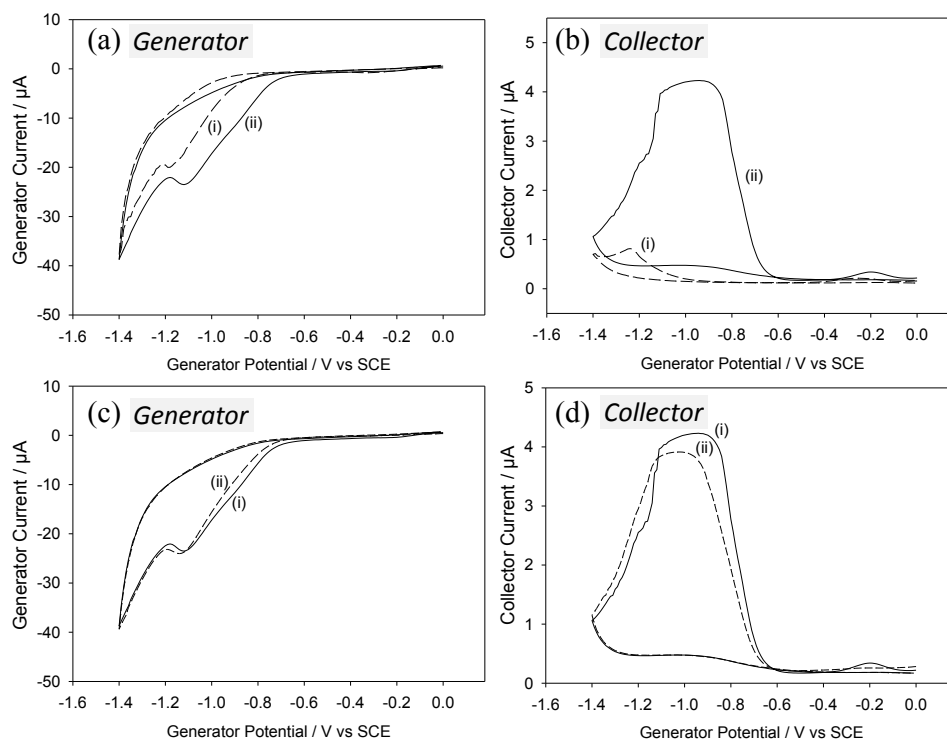 (a) Generator
10
0
-10
-20
-30
-40
-50
Generator Current / µA
(i)
(ii)
-1.6 -1.4 -1.2 -1.0 -0.8 -0.6 -0.4 -0.2 0.0
Generator Potential / V vs SCE
(b) Collector
5
4
3
2
1
0
Collector Current / µA
(ii)
(i)
-1.6 -1.4 -1.2 -1.0 -0.8 -0.6 -0.4 -0.2 0.0
Generator Potential / V vs SCE
(c) Generator
10
0
-10
-20
-30
-40
-50
Generator Current / µA
(ii)
(i)
-1.6 -1.4 -1.2 -1.0 -0.8 -0.6 -0.4 -0.2 0.0
Generator Potential / V vs SCE
(d) Collector
5
4
3
2
1
0
Collector Current / µA
(i)
(ii)
-1.6 -1.4 -1.2 -1.0 -0.8 -0.6 -0.4 -0.2 0.0
Generator Potential / V vs SCE